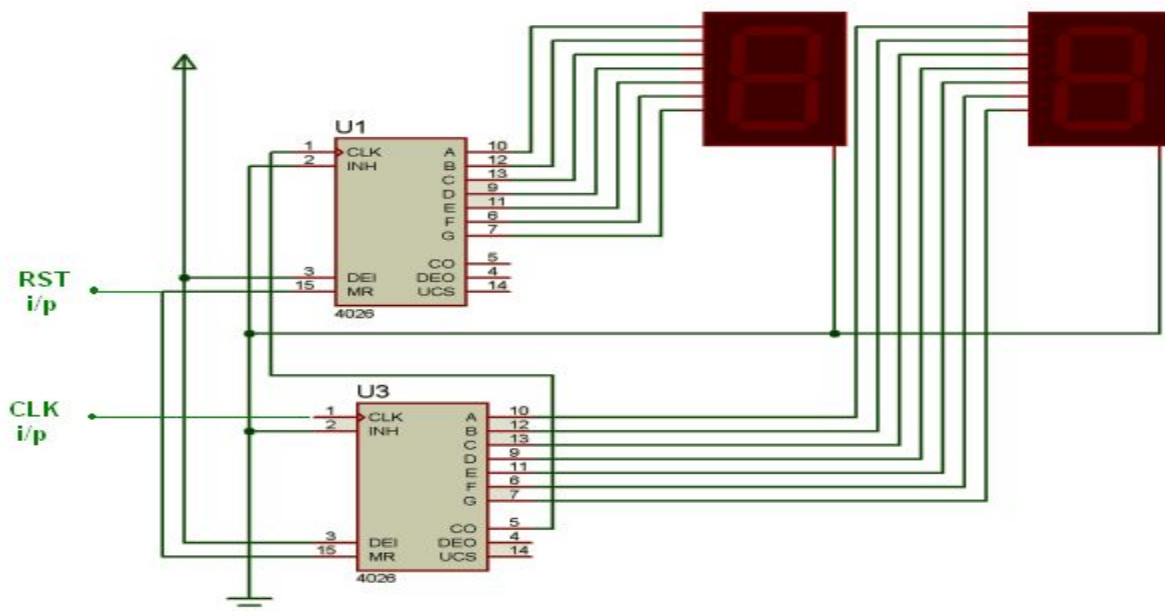 U1
1 CLK A 10
2 INH B 12
C 13
D 9
E 11
F 6
G 7
CO 5
3 DEI DEO 4
15 MR UCS 14
4026
RST
i/p
CLK
i/p
U3
1 CLK A 10
2 INH B 12
C 13
D 9
E 11
F 6
G 7
CO 5
3 DEI DEO 4
15 MR UCS 14
4026